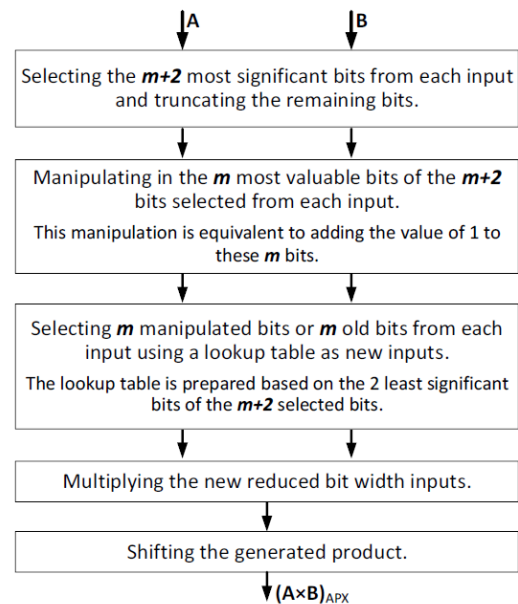 A B
Selecting the m+2 most significant bits from each input
and truncating the remaining bits.
Manipulating in the m most valuable bits of the m+2
bits selected from each input.
This manipulation is equivalent to adding the value of 1 to
these m bits.
Selecting m manipulated bits or m old bits from each
input using a lookup table as new inputs.
The lookup table is prepared based on the 2 least significant
bits of the m+2 selected bits.
Multiplying the new reduced bit width inputs.
Shifting the generated product.
(A×B)APX